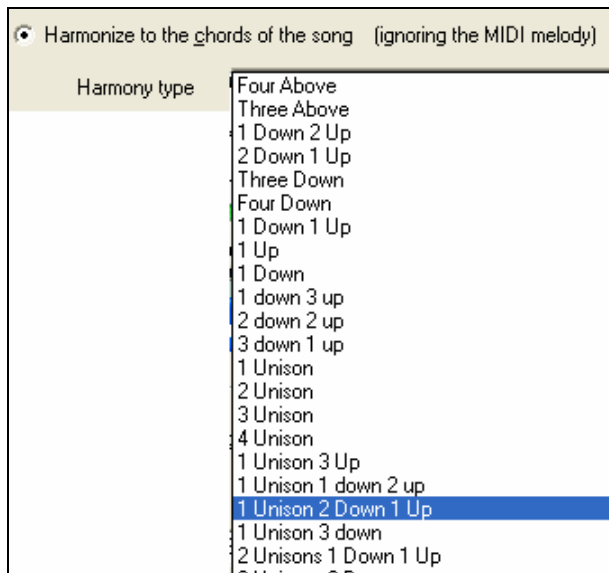 Harmonize to the chords of the song (ignoring the MIDI melody)
Harmony type
Four Above
Three Above
1 Down 2 Up
2 Down 1 Up
Three Down
Four Down
1 Down 1 Up
1 Up
1 Down
1 down 3 up
2 down 2 up
3 down 1 up
1 Unison
2 Unison
3 Unison
4 Unison
1 Unison 3 Up
1 Unison 1 down 2 up
1 Unison 2 Down 1 Up
1 Unison 3 down
2 Unisons 1 Down 1 Up